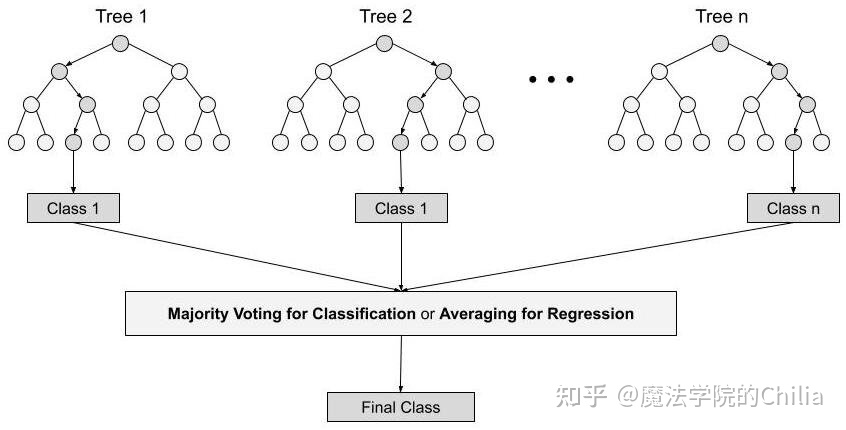 Tree 1
Tree 2
Tree n
Class 1
Class 1
Class n
Majority Voting for Classification or Averaging for Regression
Final Class
知乎 @魔法学院的Chilia